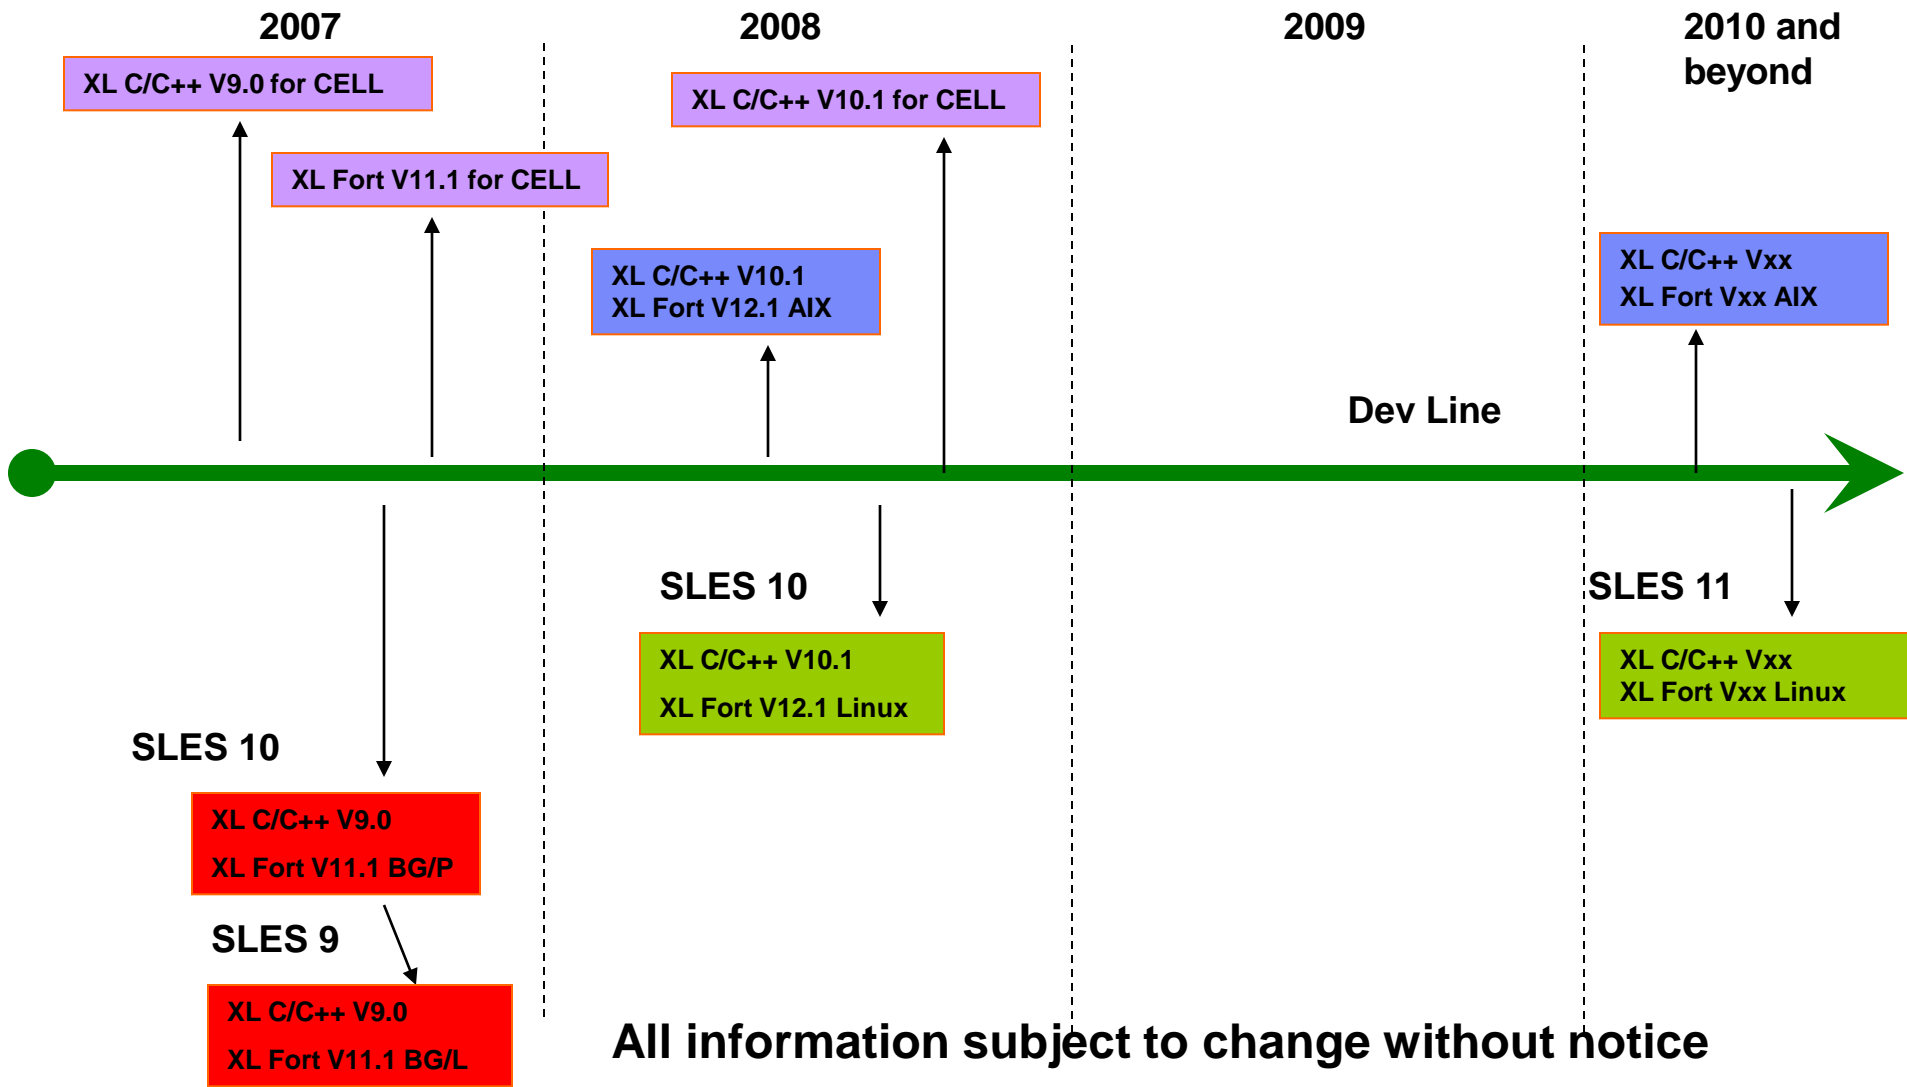 2007
2008
2009
2010 and
beyond
XL C/C++ V9.0 for CELL
XL C/C++ V10.1 for CELL
XL Fort V11.1 for CELL
XL C/C++ V10.1
XL Fort V12.1 AIX
XL C/C++ Vxx
XL Fort Vxx AIX
Dev Line
SLES 10
SLES 11
XL C/C++ V10.1
XL Fort V12.1 Linux
XL C/C++ Vxx
XL Fort Vxx Linux
SLES 10
XL C/C++ V9.0
XL Fort V11.1 BG/P
SLES 9
XL C/C++ V9.0
XL Fort V11.1 BG/L
All information subject to change without notice